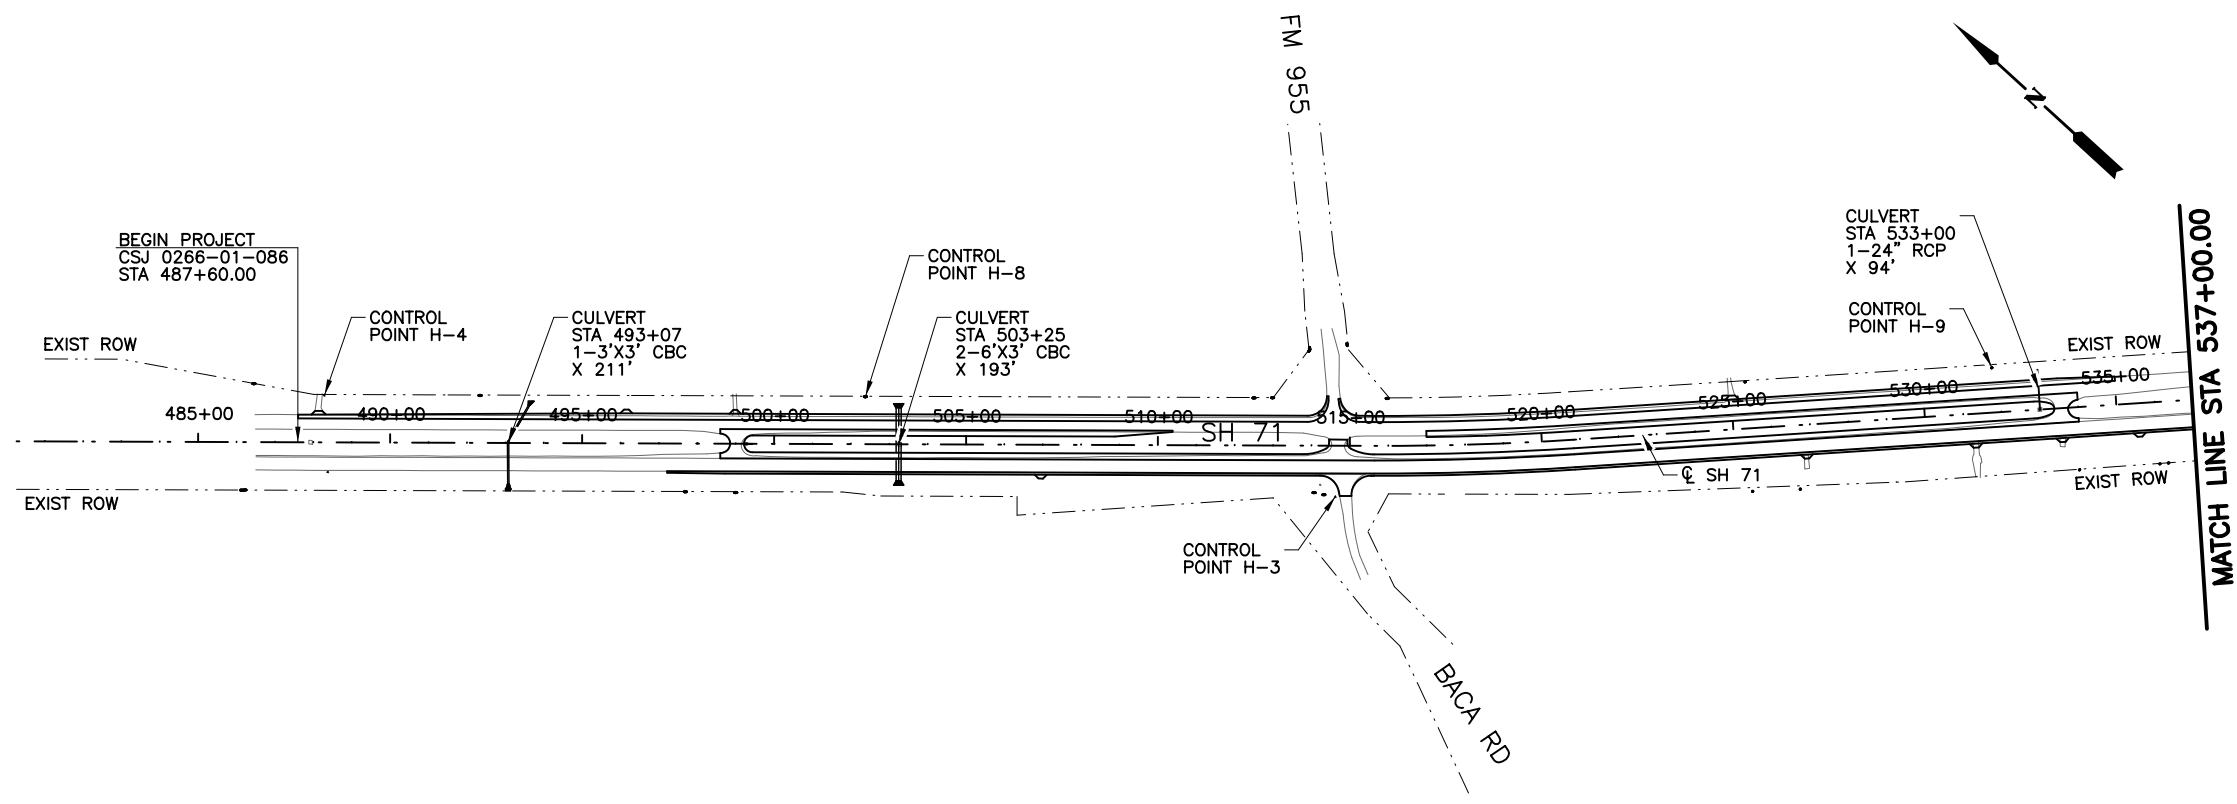 FM 955
N
BEGIN PROJECT
CSJ 0266-01-086
STA 487+60.00
CONTROL
POINT H-4
CULVERT
STA 493+07
1-3'X3' CBC
X 211'
CONTROL
POINT H-8
CULVERT
STA 503+25
2-6'X3' CBC
X 193'
CULVERT
STA 533+00
1-24" RCP
X 94'
CONTROL
POINT H-9
EXIST ROW
EXIST ROW
485+00
490+00
495+00
500+00
505+00
510+00
515+00
520+00
525+00
530+00
535+00
SH 71
℄ SH 71
EXIST ROW
EXIST ROW
CONTROL
POINT H-3
BACA RD
MATCH LINE STA 537+00.00